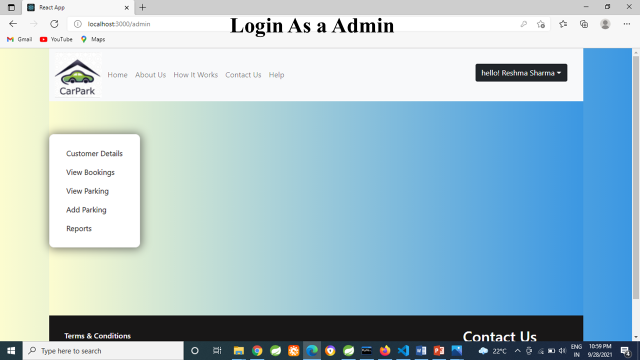 React App
localhost:3000/admin
Login As a Admin
Gmail
YouTube
Maps
CarPark
Home
About Us
How It Works
Contact Us
Help
hello! Reshma Sharma
Customer Details
View Bookings
View Parking
Add Parking
Reports
Terms & Conditions
Contact Us
Type here to search
22°C
ENG
IN
10:59 PM
9/28/2021